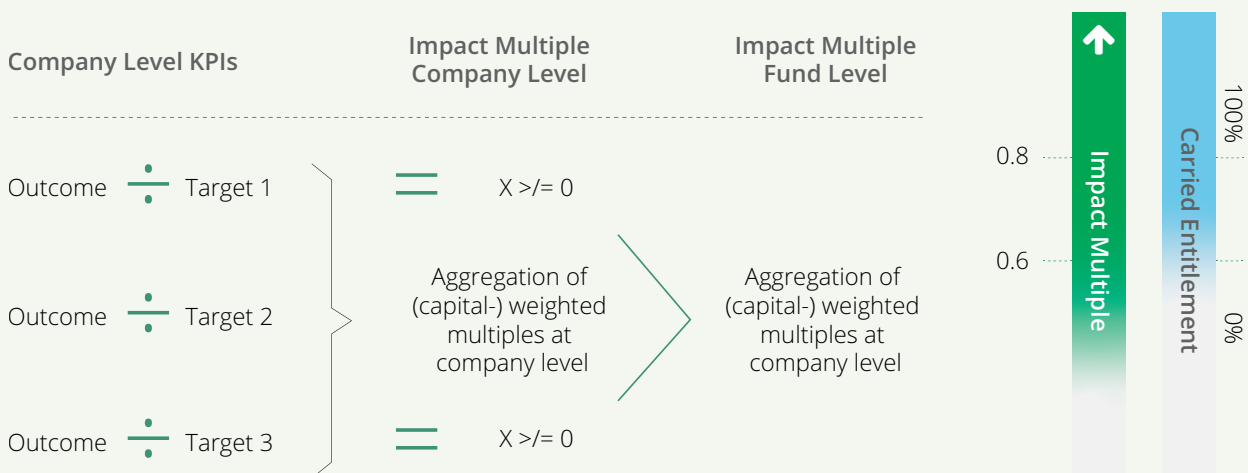 Company Level KPIs
Impact Multiple
Company Level
Impact Multiple
Fund Level
Outcome ÷ Target 1
= X >/= 0
Outcome ÷ Target 2
Aggregation of
(capital-) weighted
multiples at
company level
Aggregation of
(capital-) weighted
multiples at
company level
Outcome ÷ Target 3
= X >/= 0
0.8
0.6
Impact Multiple
Carried Entitlement
100%
0%